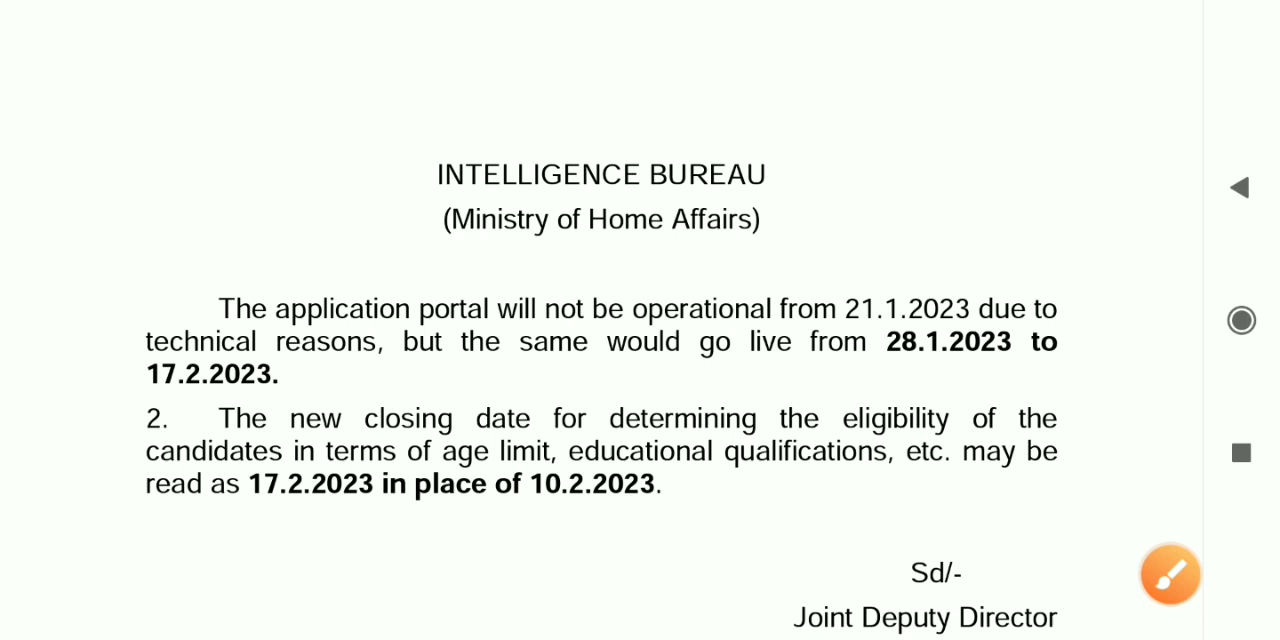 INTELLIGENCE BUREAU
(Ministry of Home Affairs)
The application portal will not be operational from 21.1.2023 due to
technical reasons, but the same would go live from 28.1.2023 to
17.2.2023.
2. The new closing date for determining the eligibility of the
candidates in terms of age limit, educational qualifications, etc. may be
read as 17.2.2023 in place of 10.2.2023.
Sd/-
Joint Deputy Director